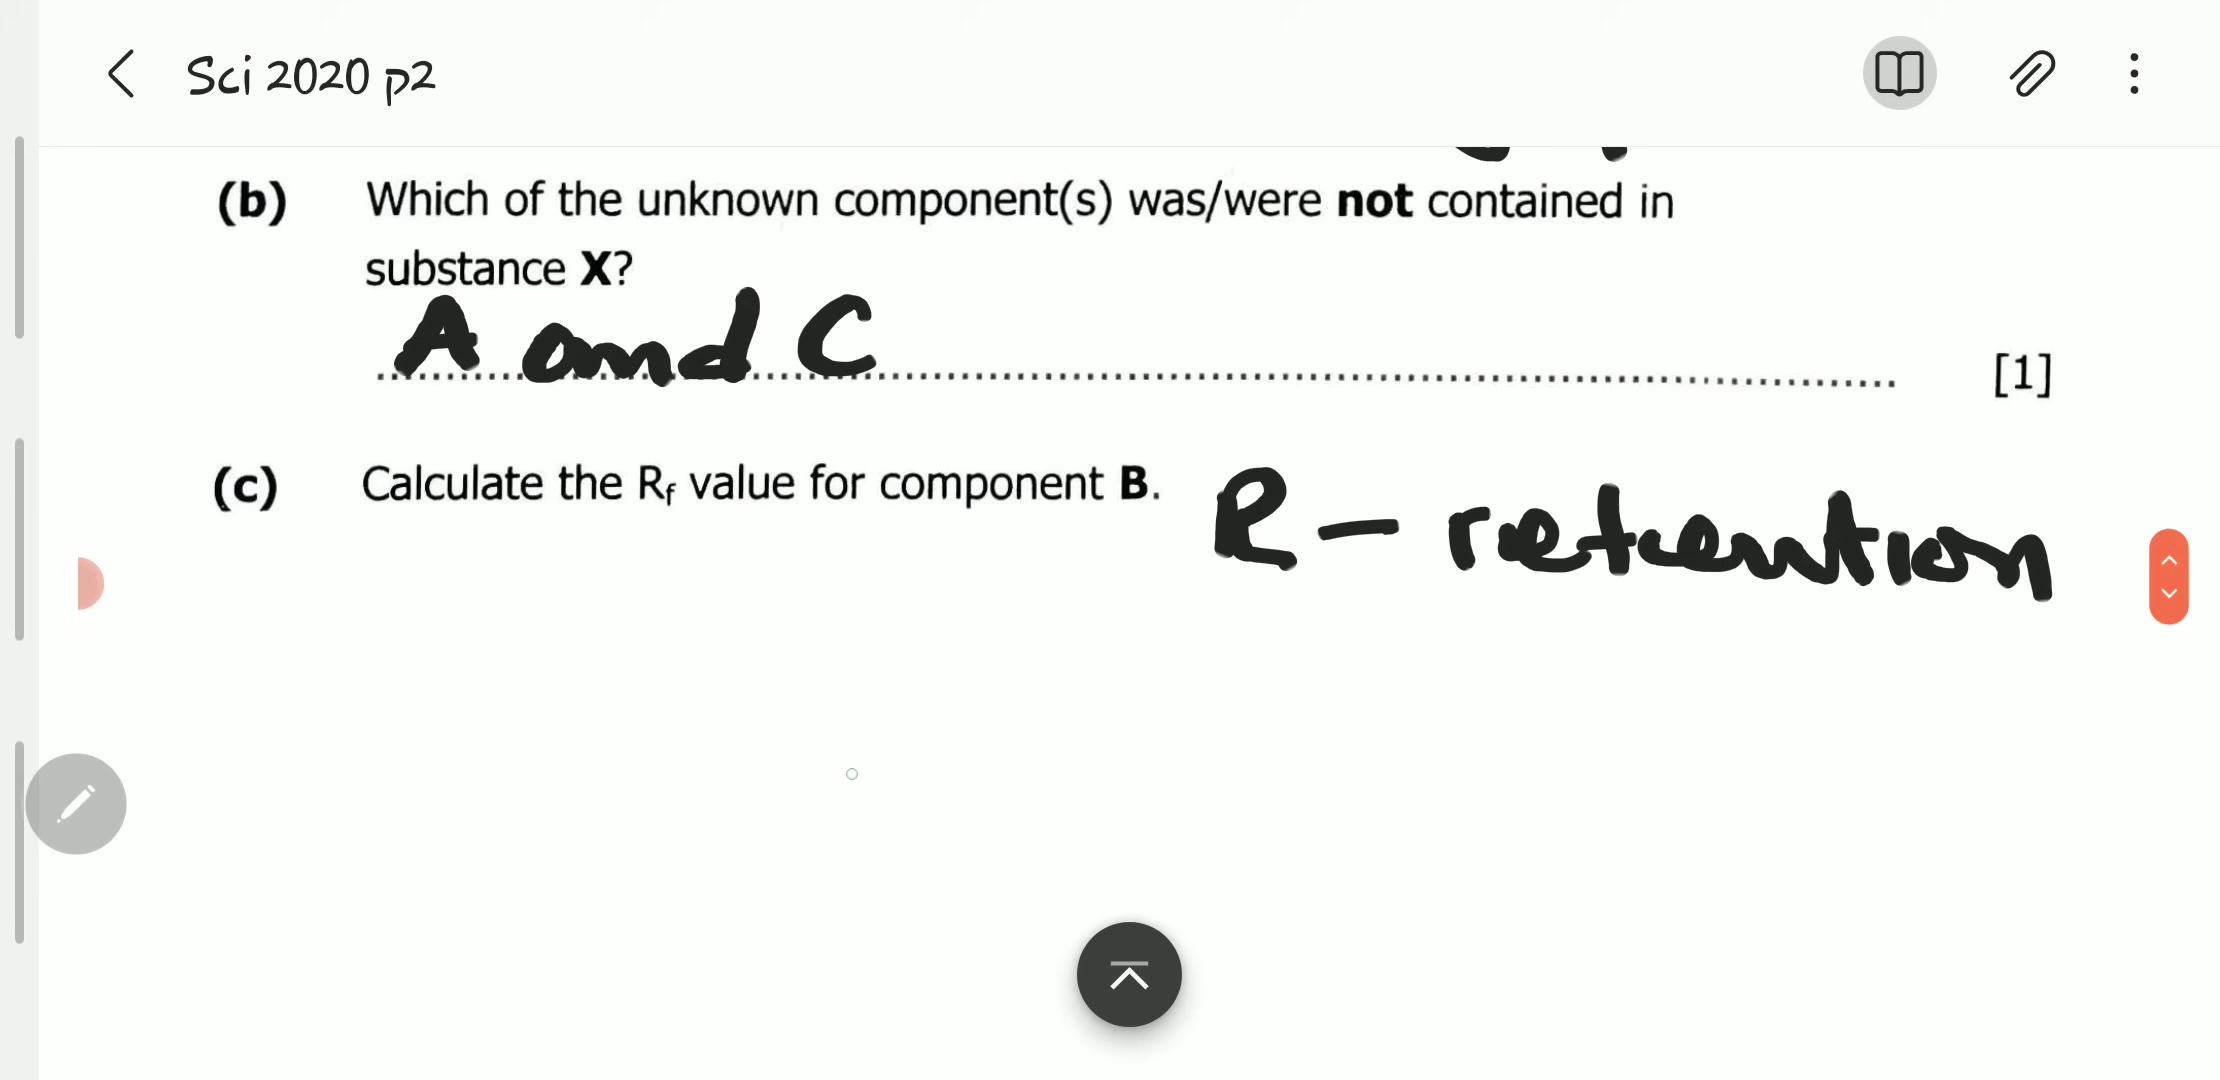 Sci 2020 p2
(b) Which of the unknown component(s) was/were not contained in
substance X?
A and C
[1]
(c) Calculate the Rf value for component B.
R - retention